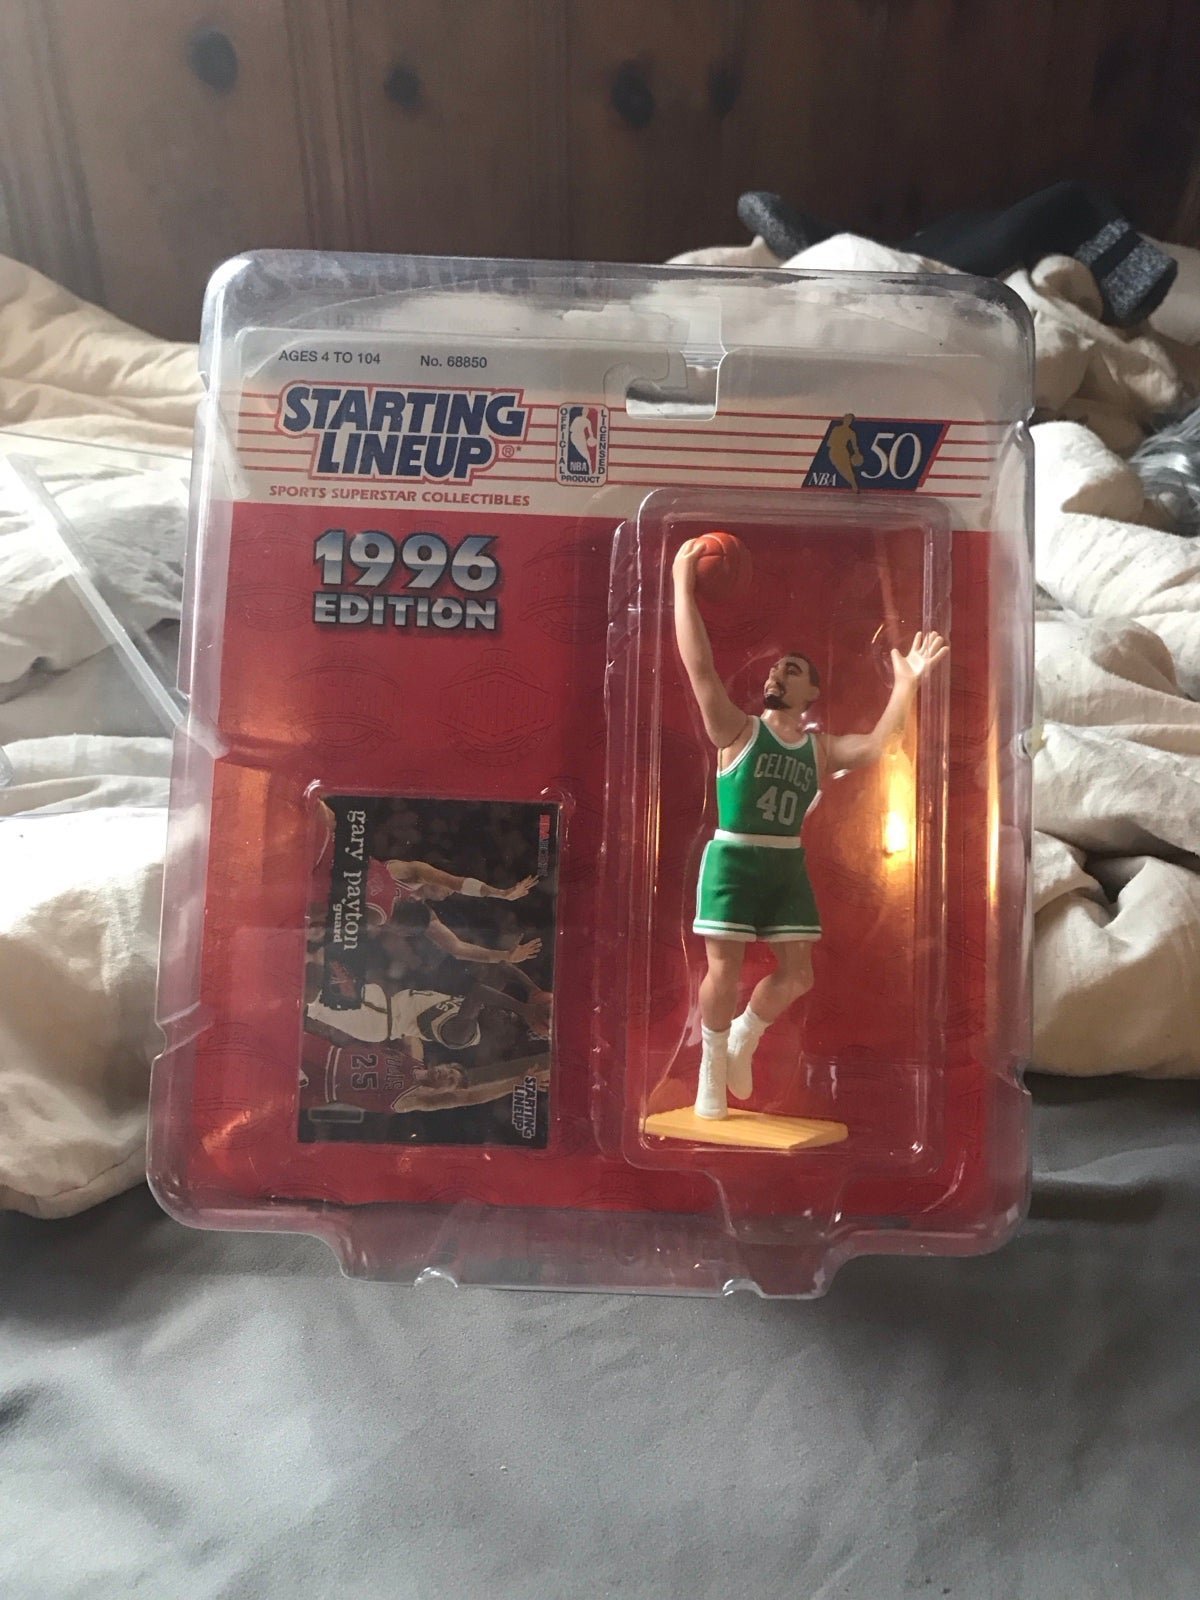 AGES 4 TO 104 No. 68850
STARTING
LINEUP®*
SPORTS SUPERSTAR COLLECTIBLES
OFFICIAL
LICENSED
NBA
PRODUCT
NBA 50
1996
EDITION
CELTICS
40
gary payton
guard
25
STARTING
LINEUP